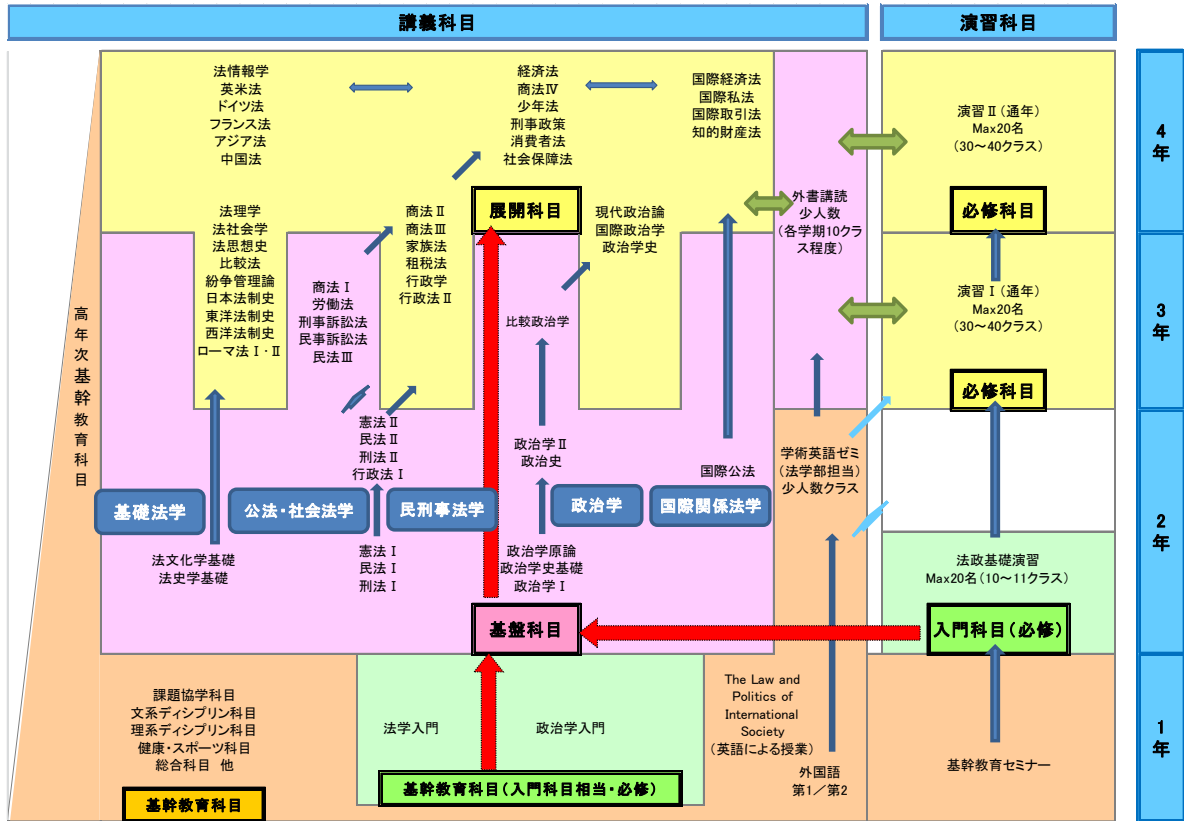 講義科目
演習科目
法情報学
英米法
ドイツ法
フランス法
アジア法
中国法
経済法
商法Ⅳ
少年法
刑事政策
消費者法
社会保障法
国際経済法
国際私法
国際取引法
知的財産法
演習Ⅱ（通年）
Max20名
（30～40クラス）
4年
法理学
法社会学
法思想史
比較法
紛争管理論
日本法制史
東洋法制史
西洋法制史
ローマ法Ⅰ・Ⅱ
商法Ⅱ
商法Ⅲ
家族法
租税法
行政学
行政法Ⅱ
展開科目
現代政治論
国際政治学
政治学史
外書講読
少人数
（各学期10クラ
ス程度）
必修科目
高年次基幹教育科目
商法Ⅰ
労働法
刑事訴訟法
民事訴訟法
民法Ⅲ
比較政治学
演習Ⅰ（通年）
Max20名
（30～40クラス）
3年
必修科目
憲法Ⅱ
民法Ⅱ
刑法Ⅱ
行政法Ⅰ
政治学Ⅱ
政治史
国際公法
学術英語ゼミ
（法学部担当）
少人数クラス
基礎法学
公法・社会法学
民刑事法学
政治学
国際関係法学
2年
法文化学基礎
法史学基礎
憲法Ⅰ
民法Ⅰ
刑法Ⅰ
政治学原論
政治学史基礎
政治学Ⅰ
法政基礎演習
Max20名（10～11クラス）
基盤科目
入門科目（必修）
課題協学科目
文系ディシプリン科目
理系ディシプリン科目
健康・スポーツ科目
総合科目 他
法学入門
政治学入門
The Law and
Politics of
International
Society
（英語による授業）
外国語
第1／第2
基幹教育セミナー
1年
基幹教育科目
基幹教育科目（入門科目相当・必修）